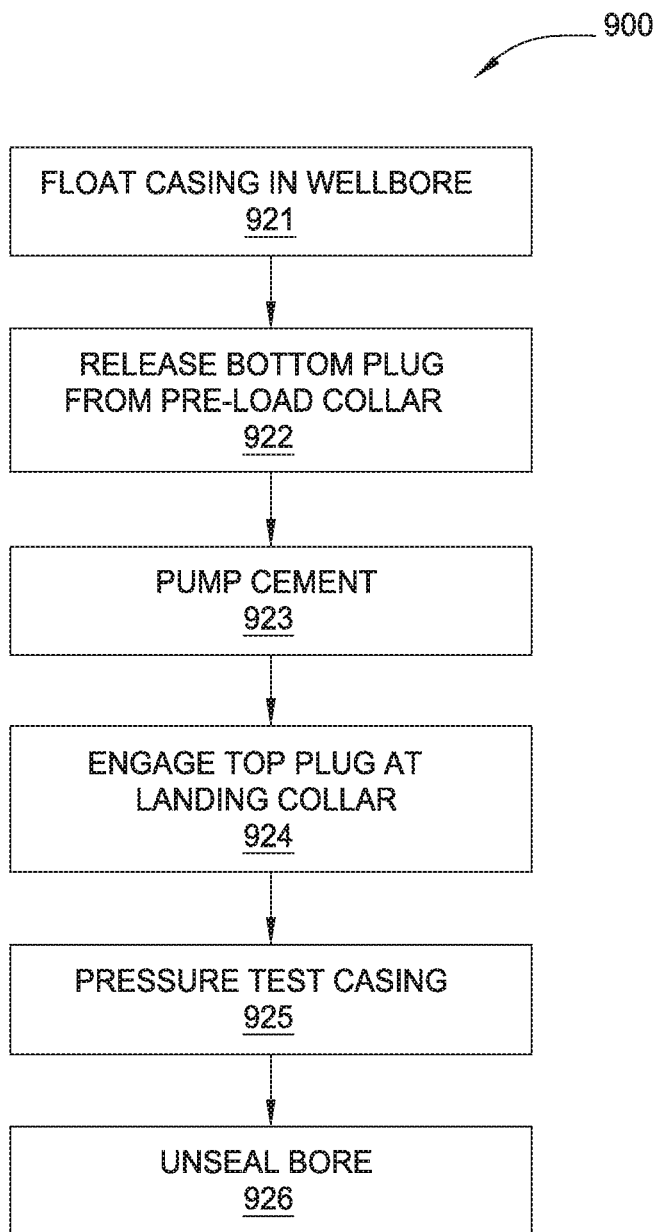 900
FLOAT CASING IN WELLBORE
921
RELEASE BOTTOM PLUG
FROM PRE-LOAD COLLAR
922
PUMP CEMENT
923
ENGAGE TOP PLUG AT
LANDING COLLAR
924
PRESSURE TEST CASING
925
UNSEAL BORE
926